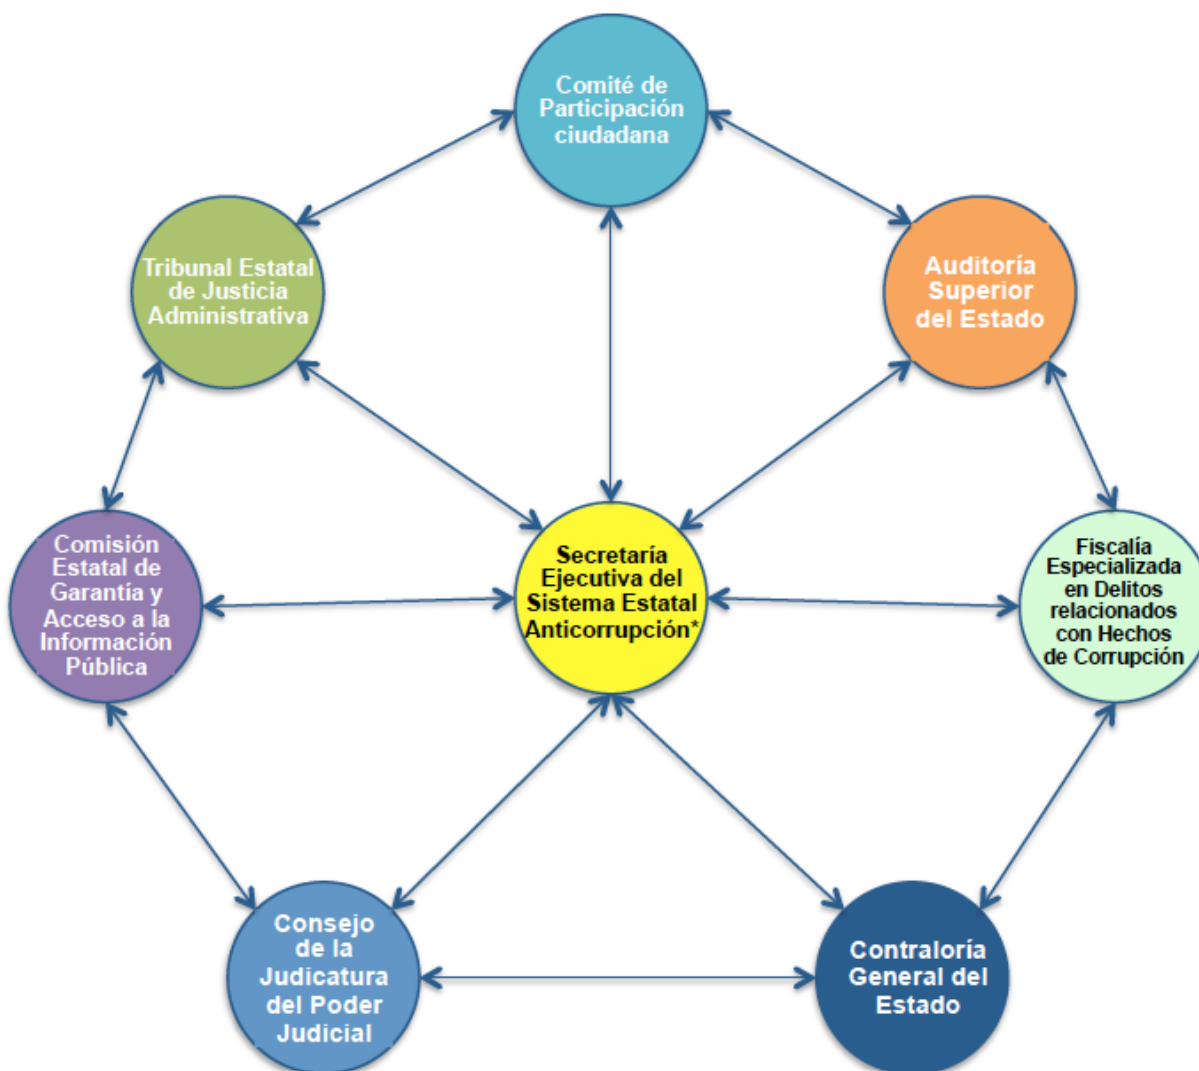 Comité de
Participación
ciudadana
Tribunal Estatal
de Justicia
Administrativa
Auditoría
Superior
del Estado
Comisión
Estatal de
Garantía y
Acceso a la
Información
Pública
Secretaría
Ejecutiva del
Sistema Estatal
Anticorrupción*
Fiscalía
Especializada
en Delitos
relacionados
con Hechos
de Corrupción
Consejo
de la
Judicatura
del Poder
Judicial
Contraloría
General del
Estado